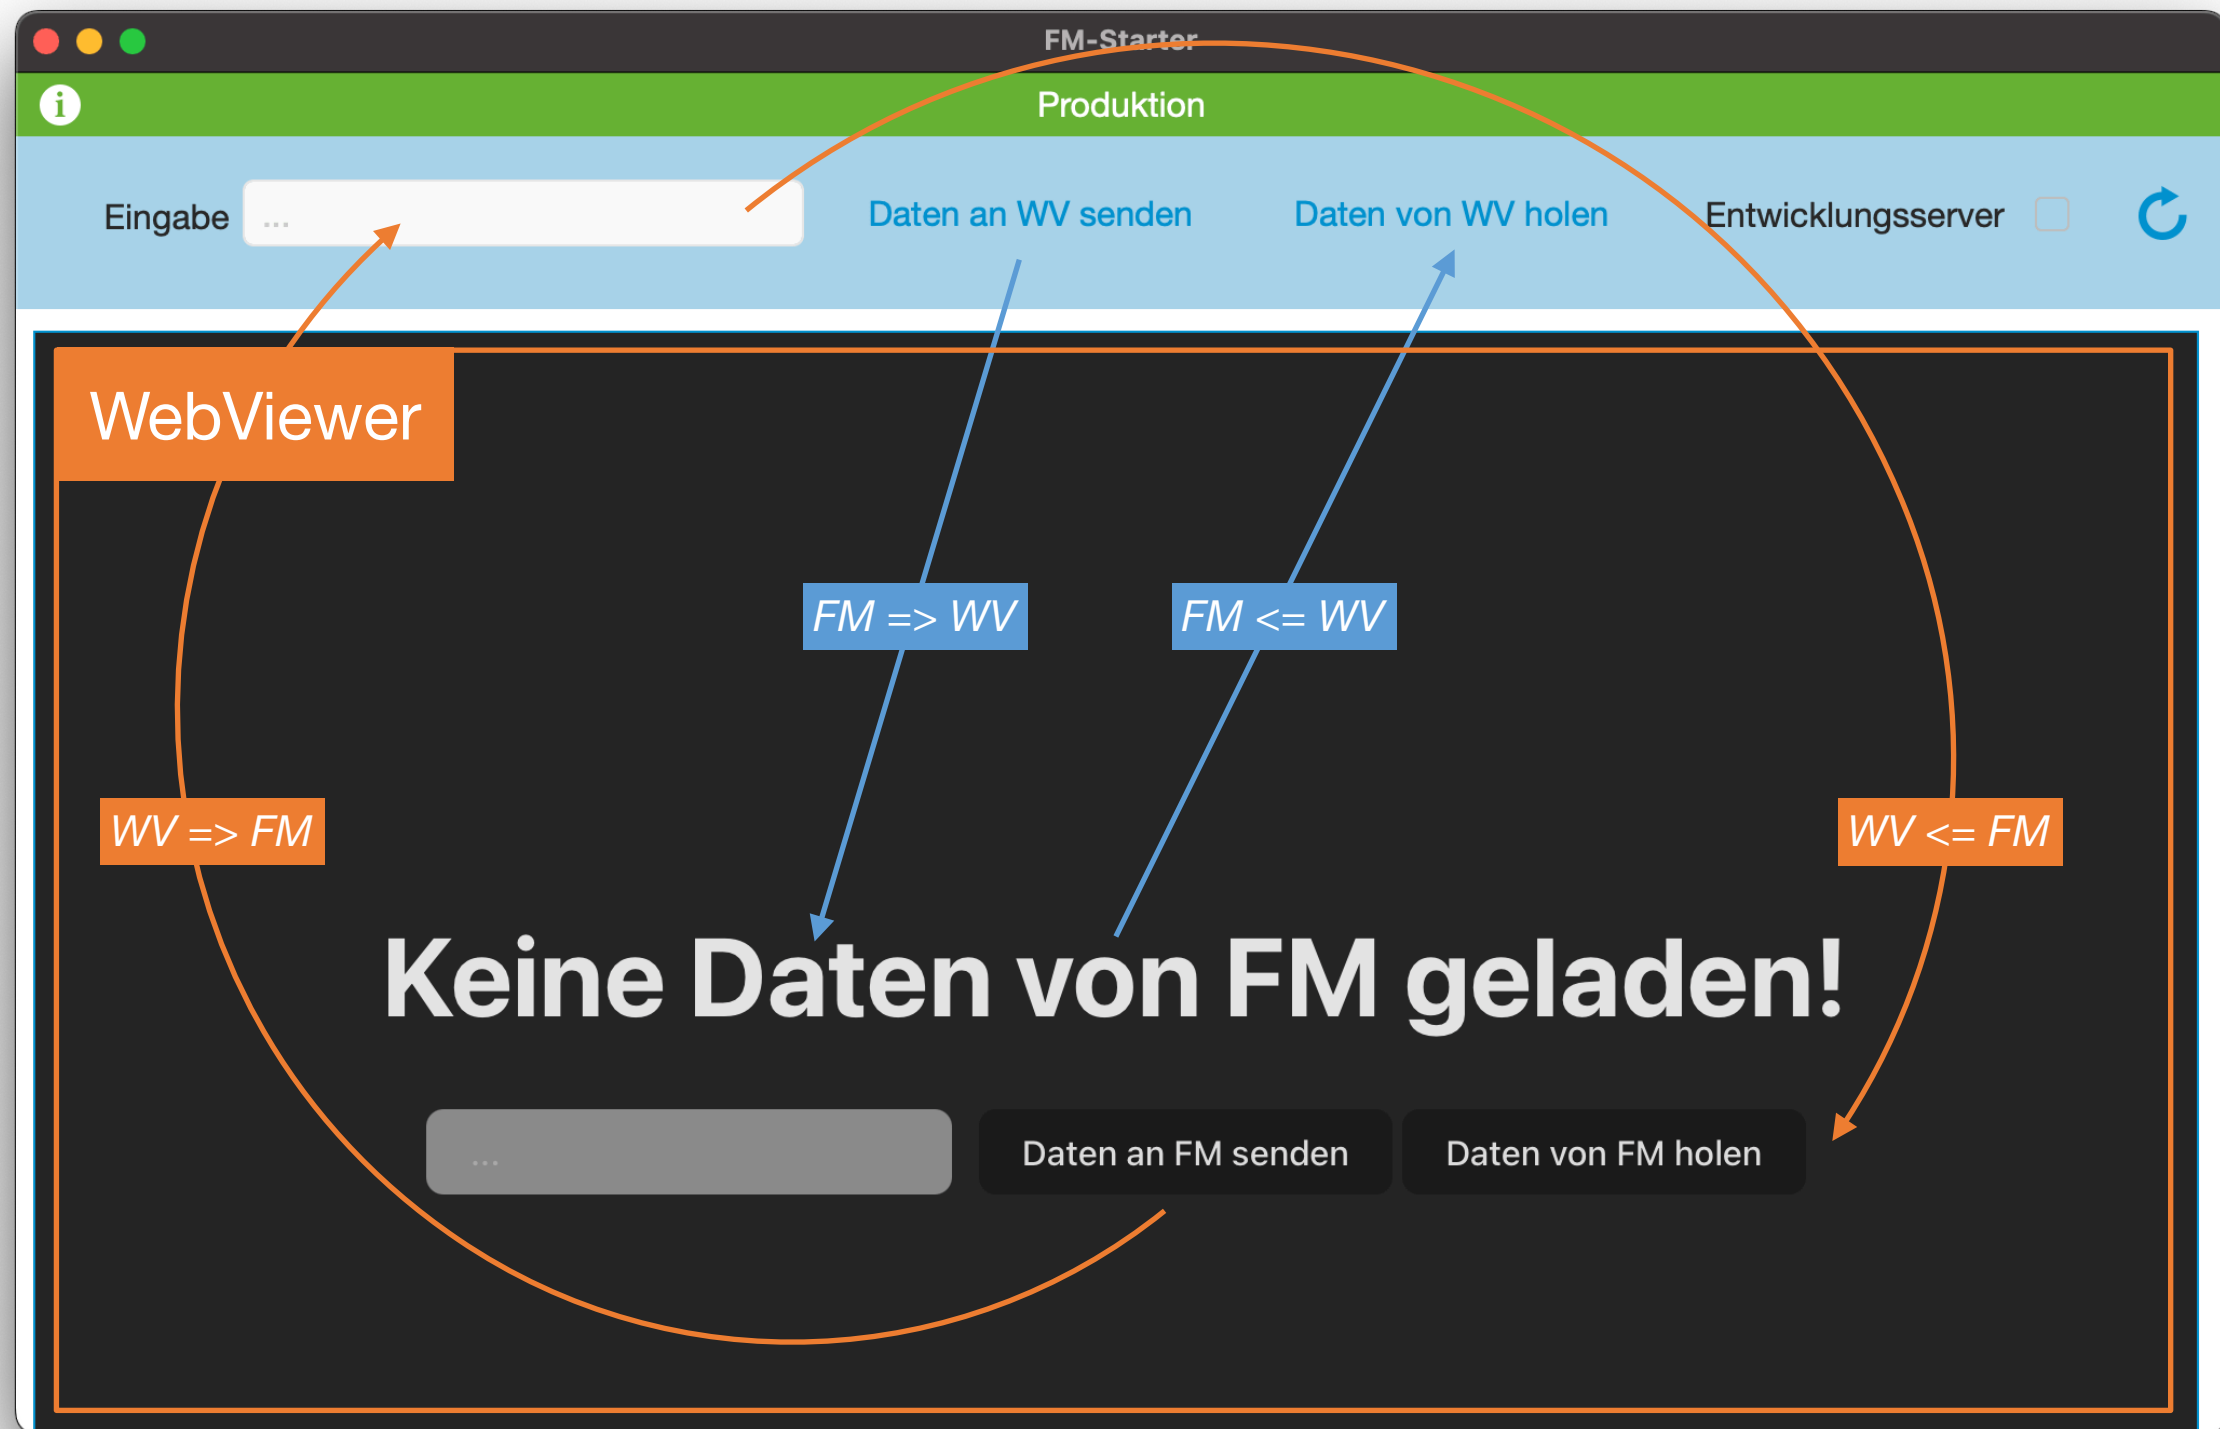 FM-Starter
Produktion
Eingabe
...
Daten an WV senden
Daten von WV holen
Entwicklungsserver
WebViewer
FM => WV
FM <= WV
WV => FM
WV <= FM
Keine Daten von FM geladen!
...
Daten an FM senden
Daten von FM holen